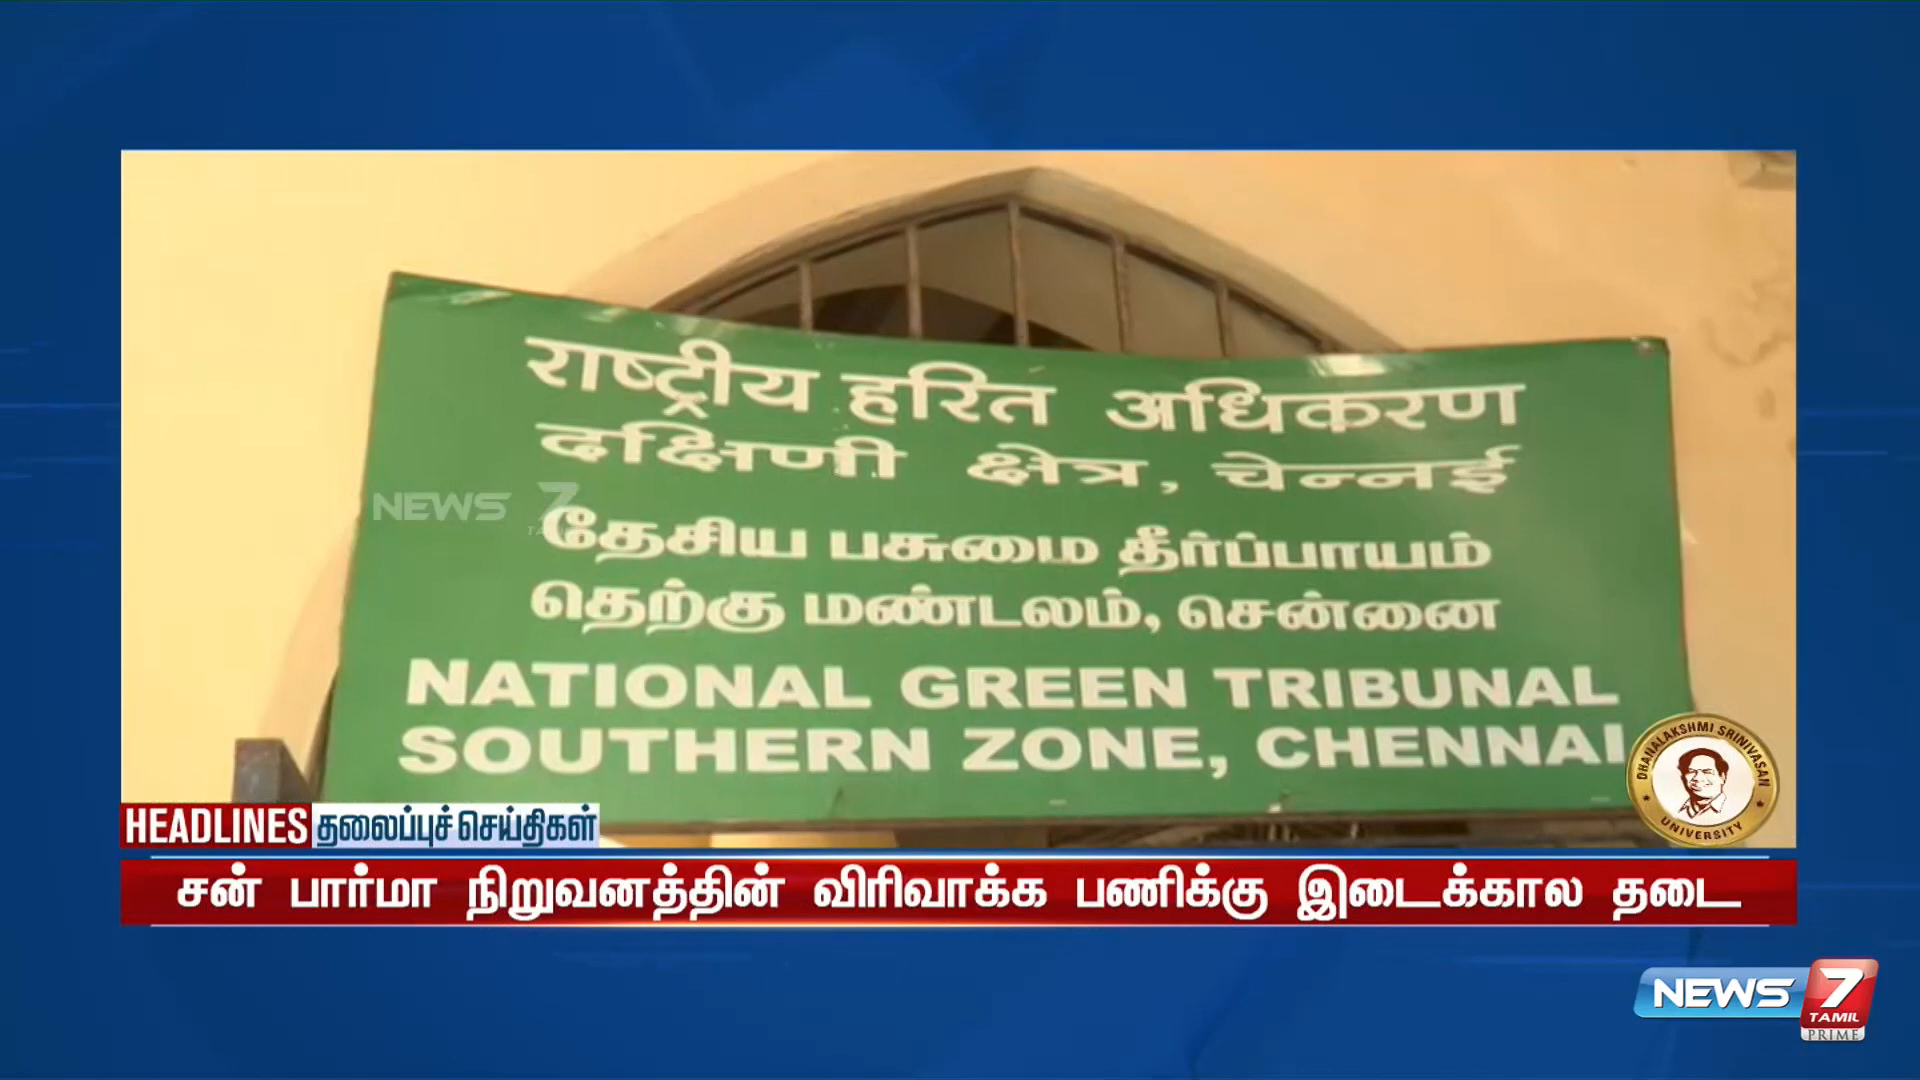 राष्ट्रीय हरित अधिकरण
दक्षिणी क्षेत्र, चेन्नई
NEWS 7
தேசிய பசுமை தீர்ப்பாயம்
தெற்கு மண்டலம், சென்னை
NATIONAL GREEN TRIBUNAL
SOUTHERN ZONE, CHENNAI
DHANALAKSHMI SRINIVASAN
UNIVERSITY
HEADLINES தலைப்புச் செய்திகள்
சன் பார்மா நிறுவனத்தின் விரிவாக்க பணிக்கு இடைக்கால தடை
NEWS 7
TAMIL
PRIME